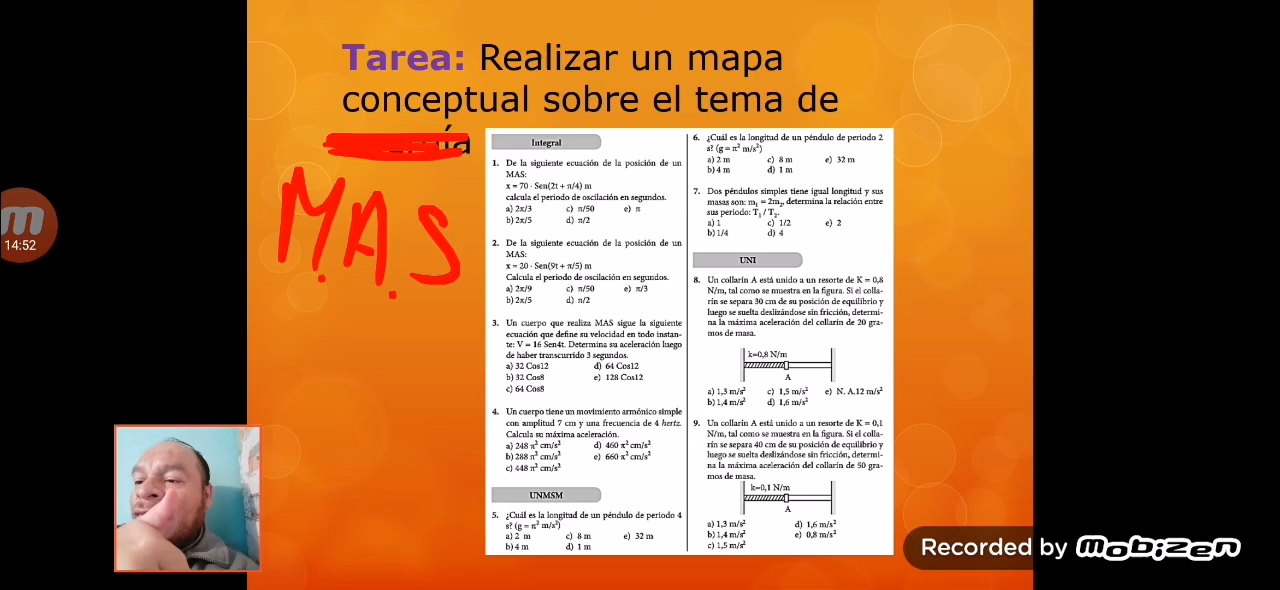 Tarea: Realizar un mapa
conceptual sobre el tema de
M.A.S
m
14:52
Integral
1. De la siguiente ecuación de la posición de un
MAS:
x = 70 · Sen(2t + π/4) m
calcula el periodo de oscilación en segundos.
a) 2π/3 c) π/50 e) π
b) 2π/5 d) π/2
2. De la siguiente ecuación de la posición de un
MAS:
x = 20 · Sen(9t + π/5) m
Calcula el periodo de oscilación en segundos.
a) 2π/9 c) π/50 e) π/3
b) 2π/5 d) π/2
3. Un cuerpo que realiza MAS sigue la siguiente
ecuación que define su velocidad en todo instan-
te: V = 16 Sen4t. Determina su aceleración luego
de haber transcurrido 3 segundos.
a) 32 Cos12 d) 64 Cos12
b) 32 Cos8 e) 128 Cos12
c) 64 Cos8
4. Un cuerpo tiene un movimiento armónico simple
con amplitud 7 cm y una frecuencia de 4 hertz.
Calcula su máxima aceleración.
a) 248 π² cm/s² d) 460 π² cm/s²
b) 288 π² cm/s² e) 660 π² cm/s²
c) 448 π² cm/s²
UNMSM
5. ¿Cuál es la longitud de un péndulo de periodo 4
s? (g = π² m/s²)
a) 2 m c) 8 m e) 32 m
b) 4 m d) 1 m
6. ¿Cuál es la longitud de un péndulo de periodo 2
s? (g = π² m/s²)
a) 2 m c) 8 m e) 32 m
b) 4 m d) 1 m
7. Dos péndulos simples tiene igual longitud y sus
masas son: m₁ = 2m₂, determina la relación entre
sus periodo: T₁ / T₂.
a) 1 c) 1/2 e) 2
b) 1/4 d) 4
UNI
8. Un collarín A está unido a un resorte de K = 0,8
N/m, tal como se muestra en la figura. Si el colla-
rín se separa 30 cm de su posición de equilibrio y
luego se suelta deslizándose sin fricción, determi-
na la máxima aceleración del collarín de 20 gra-
mos de masa.
k=0,8 N/m
A
a) 1,3 m/s² c) 1,5 m/s² e) N. A.12 m/s²
b) 1,4 m/s² d) 1,6 m/s²
9. Un collarín A está unido a un resorte de K = 0,1
N/m, tal como se muestra en la figura. Si el colla-
rín se separa 40 cm de su posición de equilibrio y
luego se suelta deslizándose sin fricción, determi-
na la máxima aceleración del collarín de 50 gra-
mos de masa.
k=0,1 N/m
A
a) 1,3 m/s² d) 1,6 m/s²
b) 1,4 m/s² e) 0,8 m/s²
c) 1,5 m/s²
Recorded by mobizen